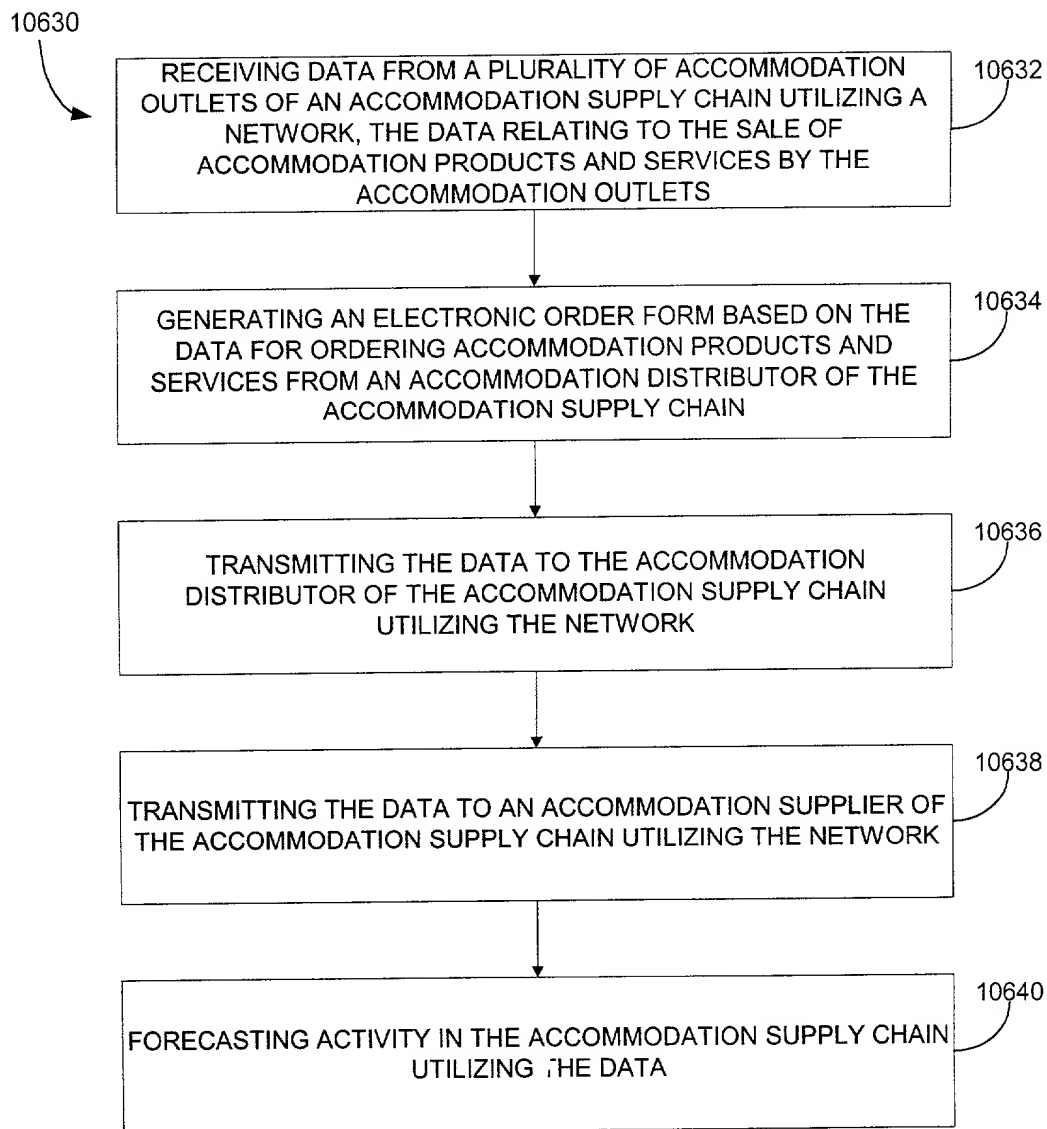 10630
RECEIVING DATA FROM A PLURALITY OF ACCOMMODATION
OUTLETS OF AN ACCOMMODATION SUPPLY CHAIN UTILIZING A
NETWORK, THE DATA RELATING TO THE SALE OF
ACCOMMODATION PRODUCTS AND SERVICES BY THE
ACCOMMODATION OUTLETS
10632
GENERATING AN ELECTRONIC ORDER FORM BASED ON THE
DATA FOR ORDERING ACCOMMODATION PRODUCTS AND
SERVICES FROM AN ACCOMMODATION DISTRIBUTOR OF THE
ACCOMMODATION SUPPLY CHAIN
10634
TRANSMITTING THE DATA TO THE ACCOMMODATION
DISTRIBUTOR OF THE ACCOMMODATION SUPPLY CHAIN
UTILIZING THE NETWORK
10636
TRANSMITTING THE DATA TO AN ACCOMMODATION SUPPLIER OF
THE ACCOMMODATION SUPPLY CHAIN UTILIZING THE NETWORK
10638
FORECASTING ACTIVITY IN THE ACCOMMODATION SUPPLY CHAIN
UTILIZING THE DATA
10640